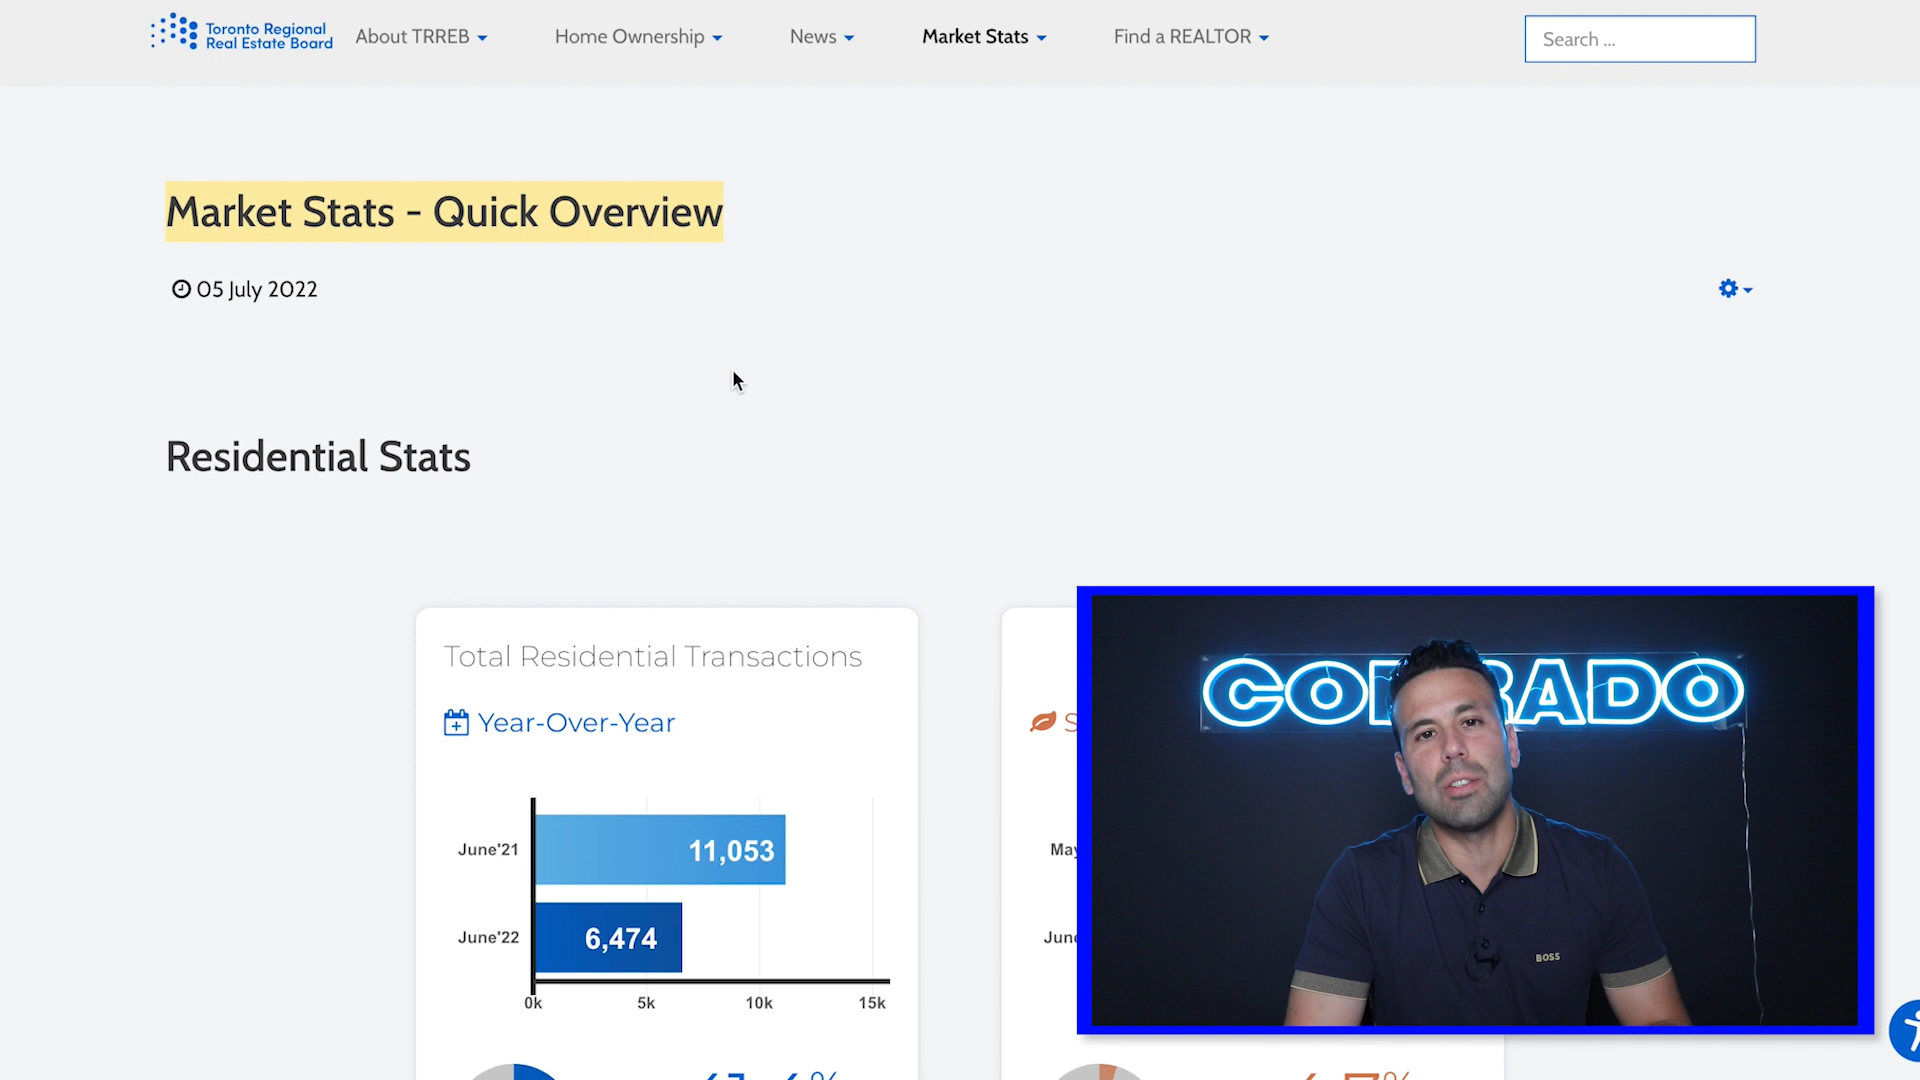 Toronto Regional
Real Estate Board
About TRREB
Home Ownership
News
Market Stats
Find a REALTOR
Search ...
Market Stats - Quick Overview
05 July 2022
Residential Stats
Total Residential Transactions
Year-Over-Year
June'21
11,053
June'22
6,474
0k
5k
10k
15k
S
May
June
BOSS